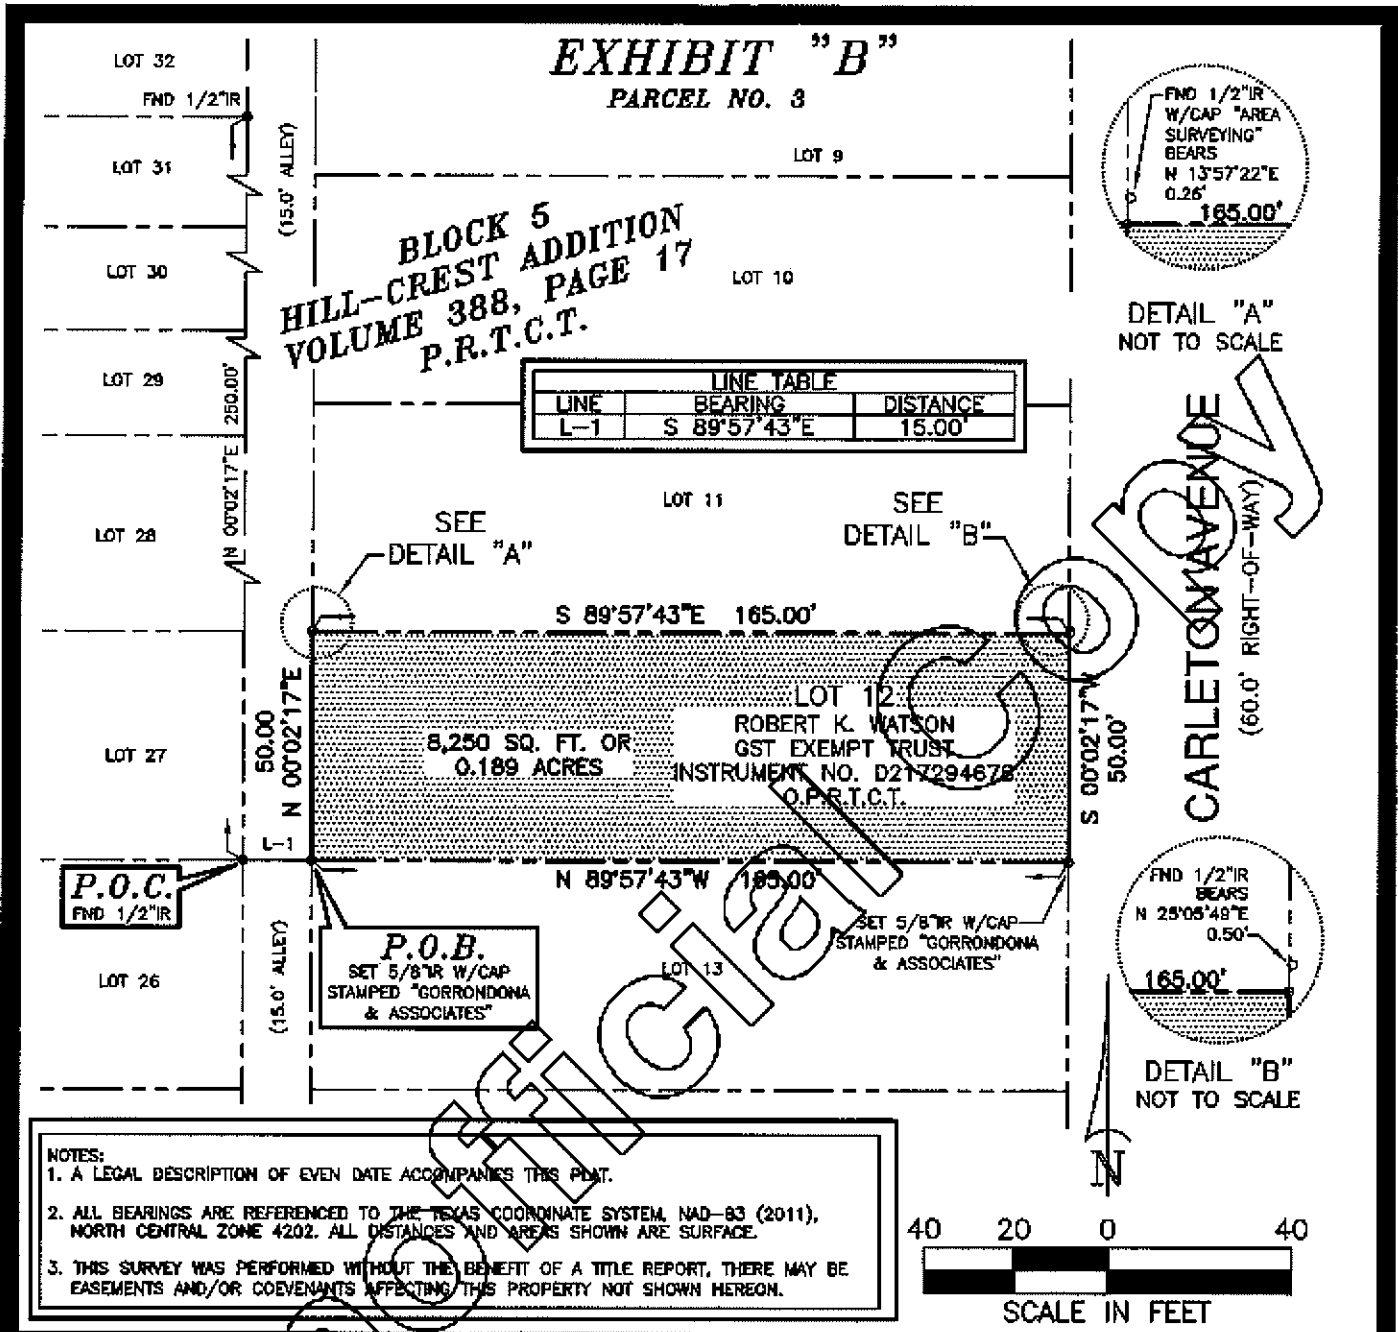 EXHIBIT "B"
PARCEL NO. 3
LOT 32
FND 1/2"IR
LOT 31
(15.0' ALLEY)
LOT 9
LOT 30
BLOCK 5
HILL-CREST ADDITION
VOLUME 388, PAGE 17
P.R.T.C.T.
LOT 10
FND 1/2"IR
W/CAP "AREA
SURVEYING"
BEARS
N 13°57'22"E
0.26'
165.00'
DETAIL "A"
NOT TO SCALE
LOT 29
N 00°02'17"E 250.00'
LINE TABLE
LINE BEARING DISTANCE
L-1 S 89°57'43"E 15.00'
LOT 28
LOT 11
SEE
DETAIL "A"
SEE
DETAIL "B"
CARLETON AVENUE
(60.0' RIGHT-OF-WAY)
S 89°57'43"E 165.00'
LOT 27
50.00
N 00°02'17"E
8,250 SQ. FT. OR
0.189 ACRES
LOT 12
ROBERT K. WATSON
GST EXEMPT TRUST
INSTRUMENT NO. D217294678
O.P.R.T.C.T.
S 00°02'17"W
50.00'
L-1
P.O.C.
FND 1/2"IR
N 89°57'43"W 165.00'
LOT 26
(15.0' ALLEY)
P.O.B.
SET 5/8"IR W/CAP
STAMPED "GORRONDONA
& ASSOCIATES"
LOT 13
SET 5/8"IR W/CAP
STAMPED "GORRONDONA
& ASSOCIATES"
FND 1/2"IR
BEARS
N 25°05'49"E
0.50'
165.00'
DETAIL "B"
NOT TO SCALE
N
NOTES:
1. A LEGAL DESCRIPTION OF EVEN DATE ACCOMPANIES THIS PLAT.
2. ALL BEARINGS ARE REFERENCED TO THE TEXAS COORDINATE SYSTEM, NAD-83 (2011),
NORTH CENTRAL ZONE 4202. ALL DISTANCES AND AREAS SHOWN ARE SURFACE.
3. THIS SURVEY WAS PERFORMED WITHOUT THE BENEFIT OF A TITLE REPORT, THERE MAY BE
EASEMENTS AND/OR COEVENANTS AFFECTING THIS PROPERTY NOT SHOWN HEREON.
40 20 0 40
SCALE IN FEET
official Copy